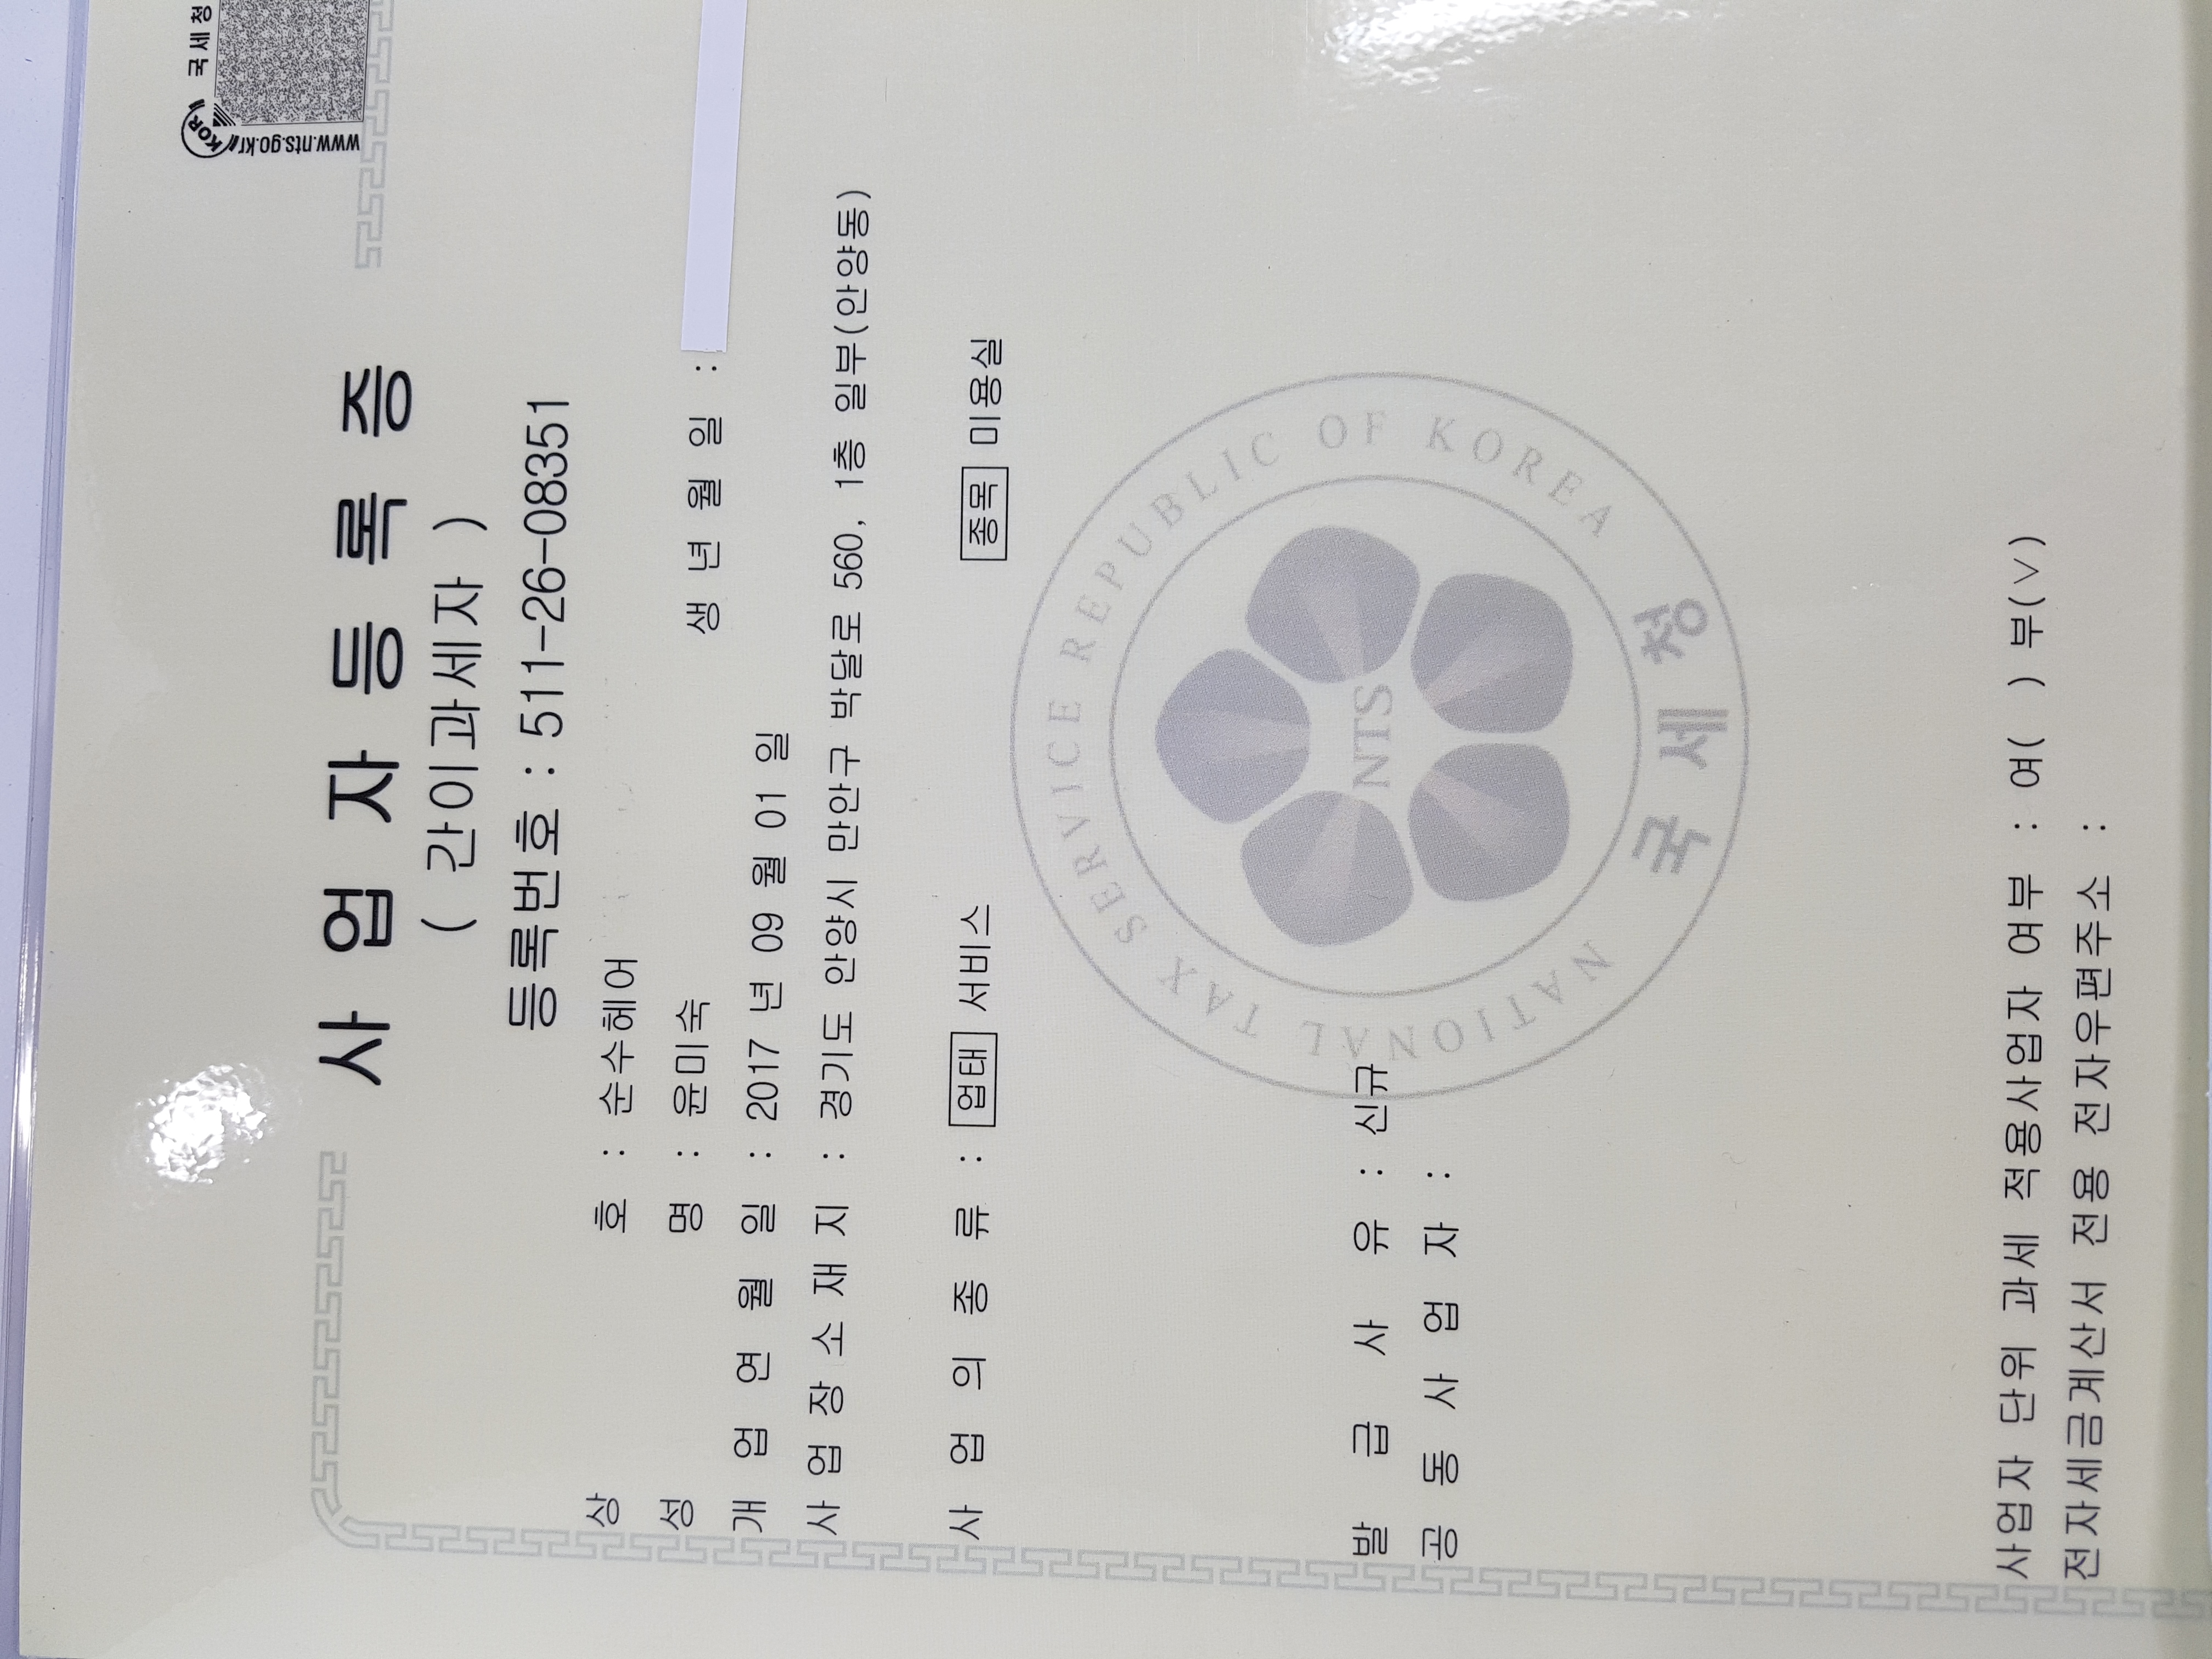 국세청
KOR
www.nts.go.kr
사업자등록증
( 간이과세자 )
등록번호 : 511-26-08351
상 호 : 순수헤어
성 명 : 윤미숙 생 년 월 일 :
개 업 연 월 일 : 2017 년 09 월 01 일
사 업 장 소 재 지 : 경기도 안양시 만안구 박달로 560, 1층 일부(안양동)
사 업 의 종 류 : 업태 서비스 종목 미용실
NATIONAL TAX SERVICE REPUBLIC OF KOREA
NTS
국세청
발 급 사 유 : 신규
공 동 사 업 자 :
사업자 단위 과세 적용사업자 여부 : 여( ) 부(∨)
전자세금계산서 전용 전자우편주소 :